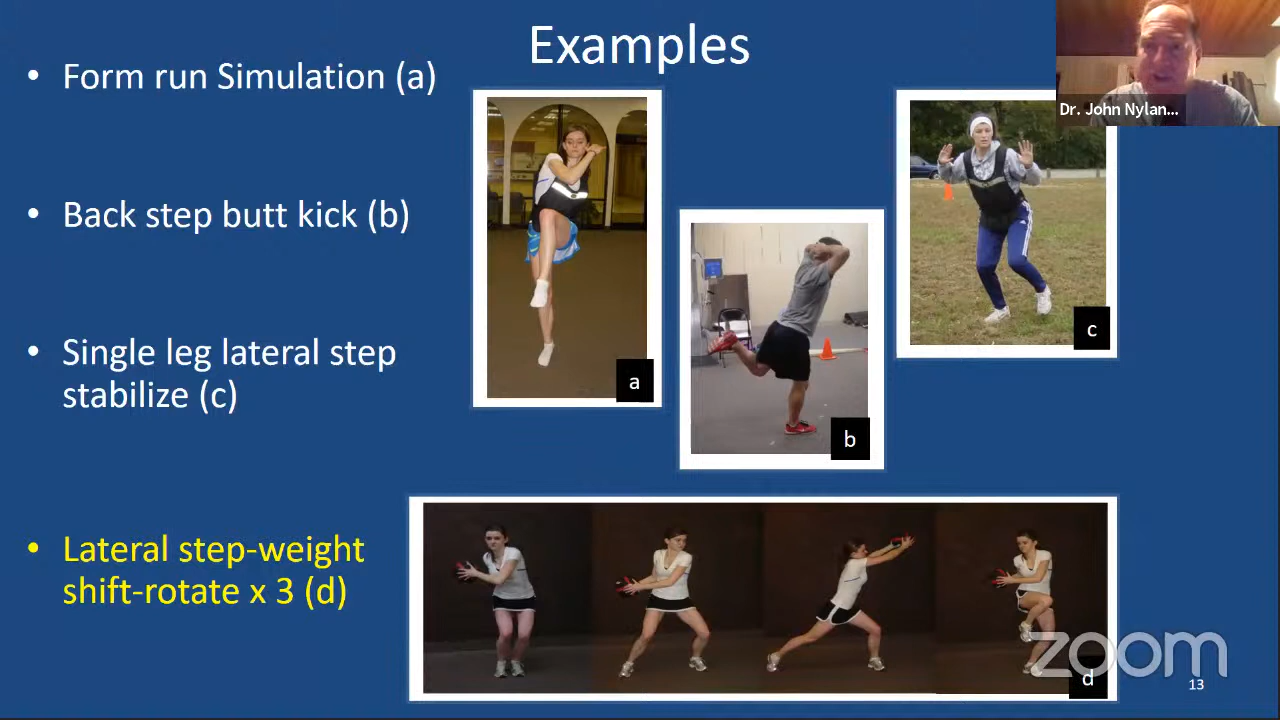 Examples
• Form run Simulation (a)
• Back step butt kick (b)
• Single leg lateral step
stabilize (c)
• Lateral step-weight
shift-rotate x 3 (d)
a
b
c
d
Dr. John Nylan...
zoom
13